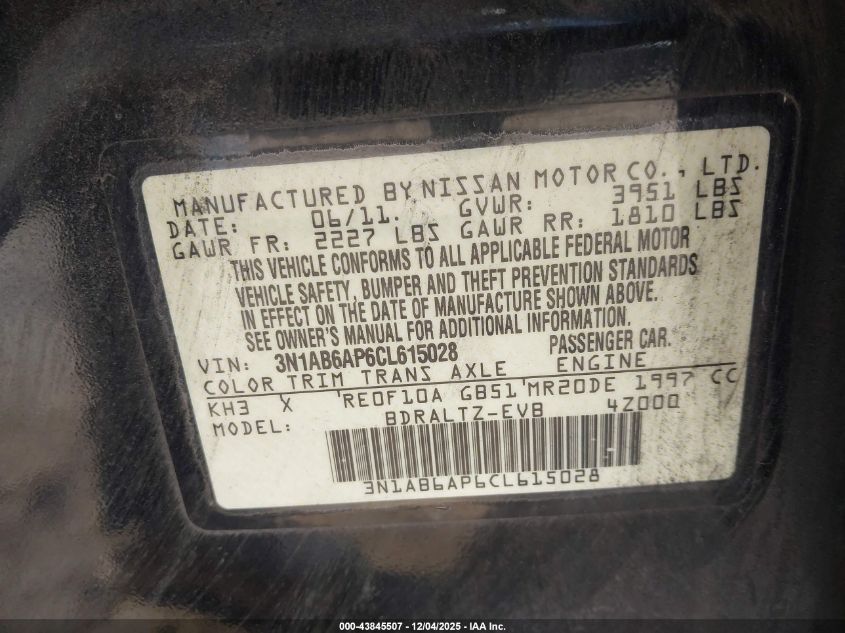 MANUFACTURED BY NISSAN MOTOR CO., LTD.
DATE: 06/11. GVWR: 3951 LBS
GAWR FR: 2227 LBS GAWR RR: 1810 LBS
THIS VEHICLE CONFORMS TO ALL APPLICABLE FEDERAL MOTOR
VEHICLE SAFETY, BUMPER AND THEFT PREVENTION STANDARDS
IN EFFECT ON THE DATE OF MANUFACTURE SHOWN ABOVE.
SEE OWNER'S MANUAL FOR ADDITIONAL INFORMATION.
VIN: 3N1AB6AP6CL615028 PASSENGER CAR.
COLOR TRIM TRANS AXLE ENGINE
KH3 X 'RE0F10A GB51'MR20DE 1997 CC
MODEL: BDRALTZ-EVB 4Z00Q
3N1AB6AP6CL615028
000-43845507 - 12/04/2025 - IAA Inc.